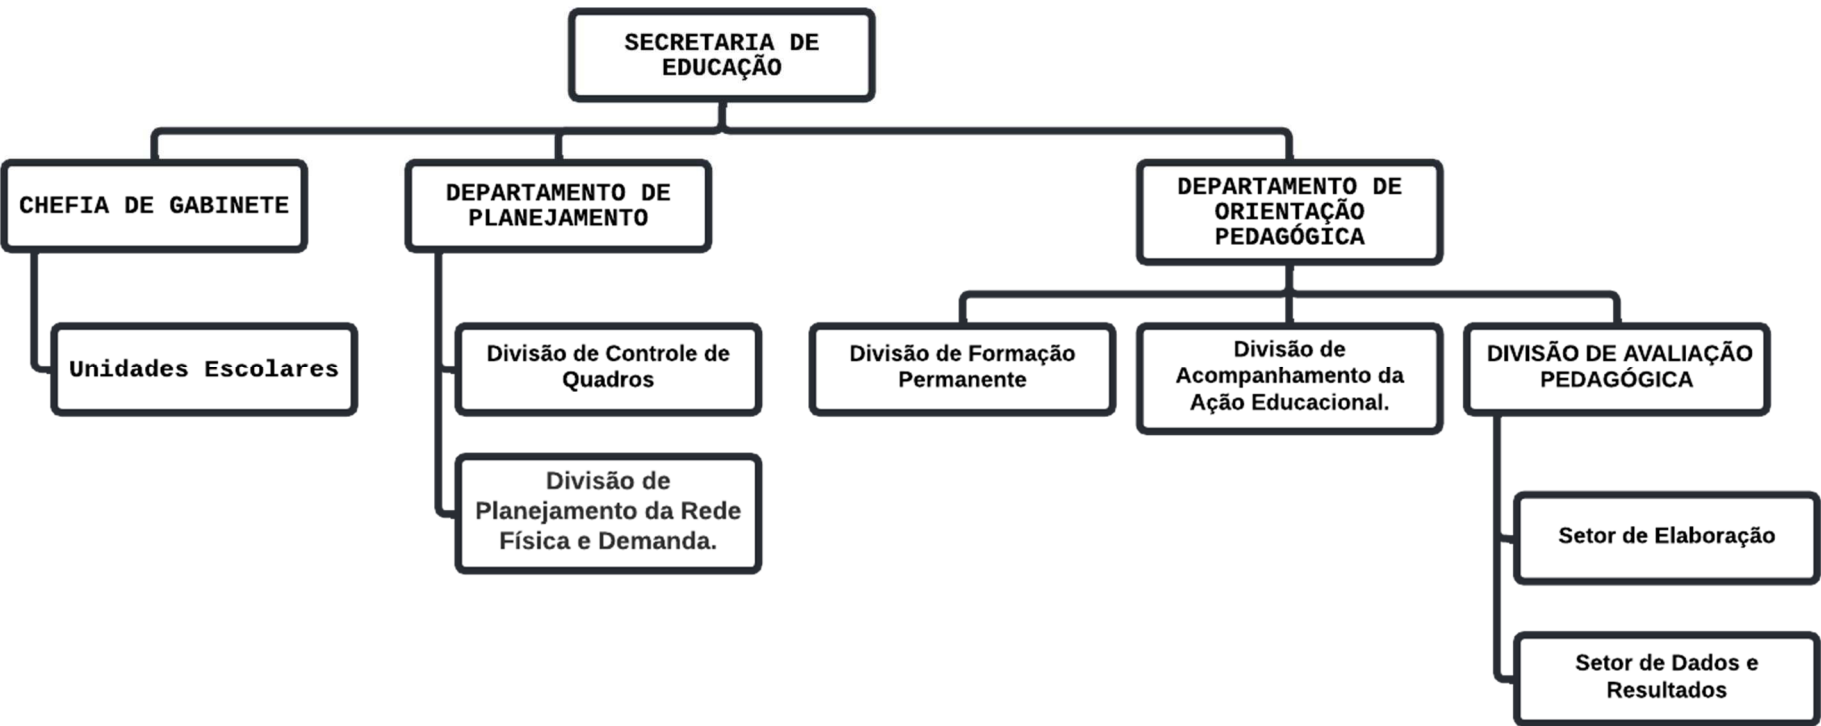 SECRETARIA DE
EDUCAÇÃO
CHEFIA DE GABINETE
DEPARTAMENTO DE
PLANEJAMENTO
DEPARTAMENTO DE
ORIENTAÇÃO
PEDAGÓGICA
Unidades Escolares
Divisão de Controle de
Quadros
Divisão de Formação
Permanente
Divisão de
Acompanhamento da
Ação Educacional.
DIVISÃO DE AVALIAÇÃO
PEDAGÓGICA
Divisão de
Planejamento da Rede
Física e Demanda.
Setor de Elaboração
Setor de Dados e
Resultados